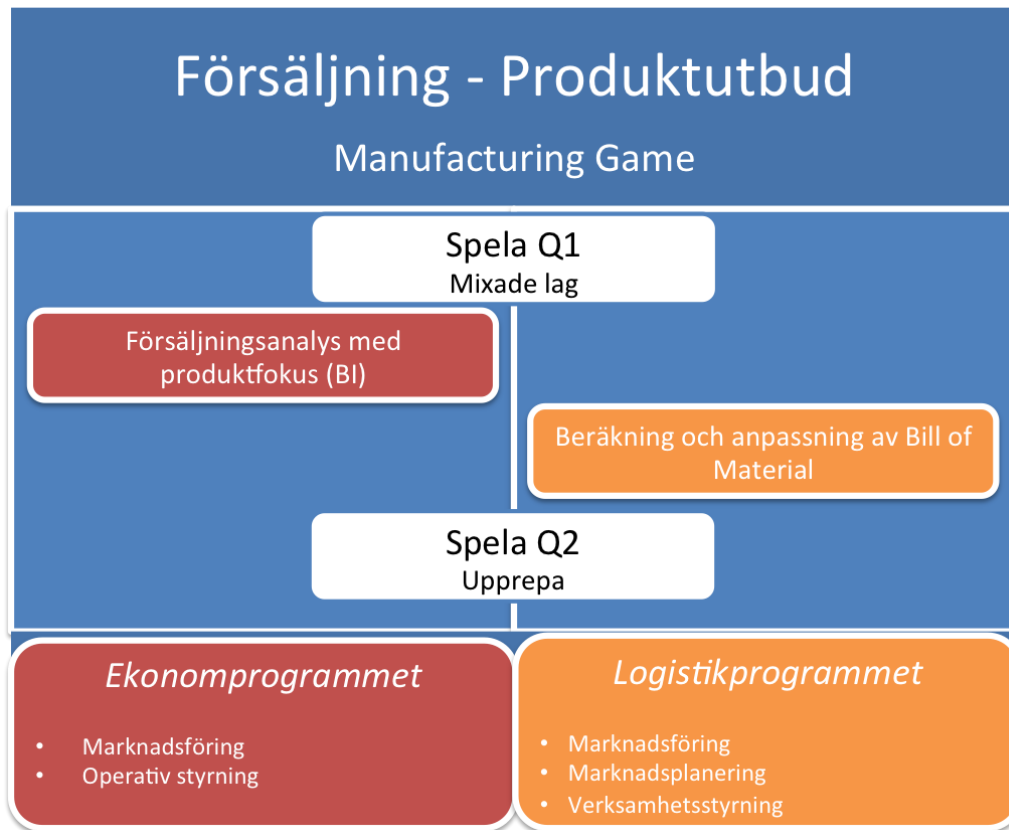 Försäljning - Produktutbud
Manufacturing Game
Spela Q1
Mixade lag
Försäljningsanalys med
produktfokus (BI)
Beräkning och anpassning av Bill of
Material
Spela Q2
Upprepa
Ekonomprogrammet
• Marknadsföring
• Operativ styrning
Logistikprogrammet
• Marknadsföring
• Marknadsplanering
• Verksamhetsstyrning